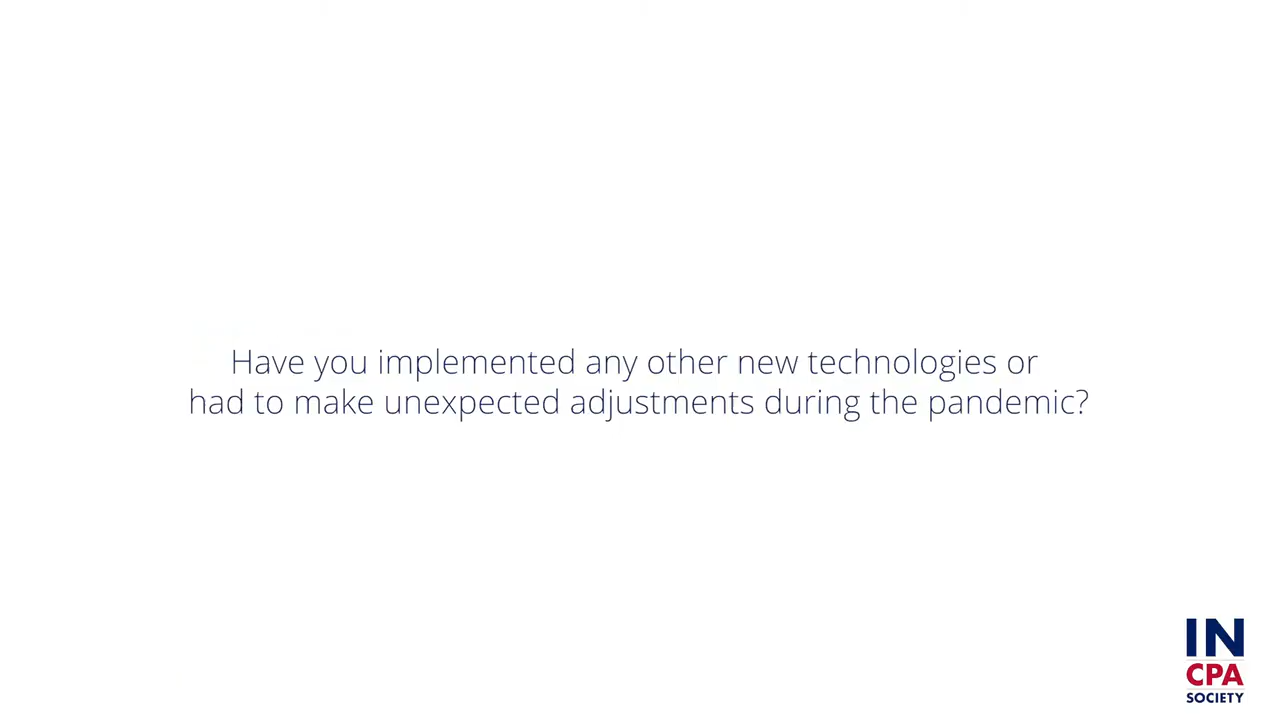 Have you implemented any other new technologies or
had to make unexpected adjustments during the pandemic?
IN
CPA
SOCIETY